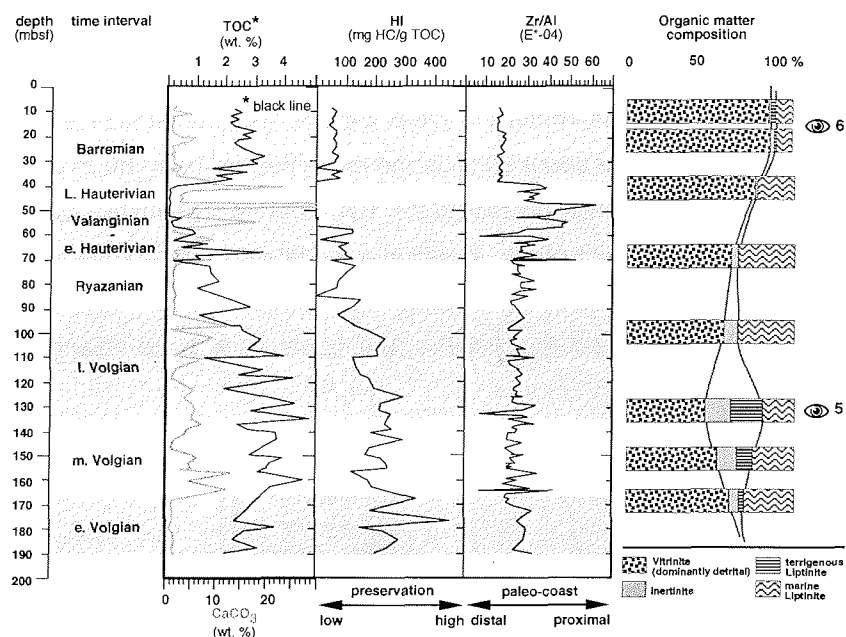 depth
(mbsf)
time interval
TOC*
(wt. %)
HI
(mg HC/g TOC)
Zr/Al
(E*-04)
Organic matter
composition
1 2 3 4
100 200 300 400
10 20 30 40 50 60
100 %
0
10
20
30
40
50
60
70
80
90
100
110
120
130
140
150
160
170
180
190
200
* black line
Barremian
L. Hauterivian
Valanginian
-
e. Hauterivian
Ryazanian
l. Volgian
m. Volgian
e. Volgian
6
5
10 20
CaCO3
(wt. %)
preservation
low high
paleo-coast
distal proximal
Vitrinite
(dominantly detrital)
terrigenous
Liptinite
Inertinite
marine
Liptinite